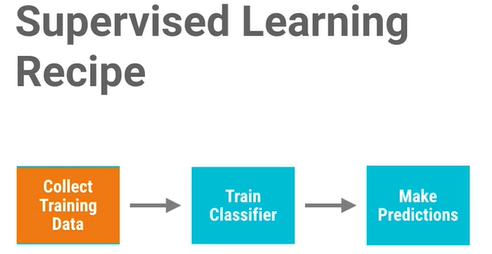 Supervised Learning
Recipe
Collect
Training
Data
Train
Classifier
Make
Predictions